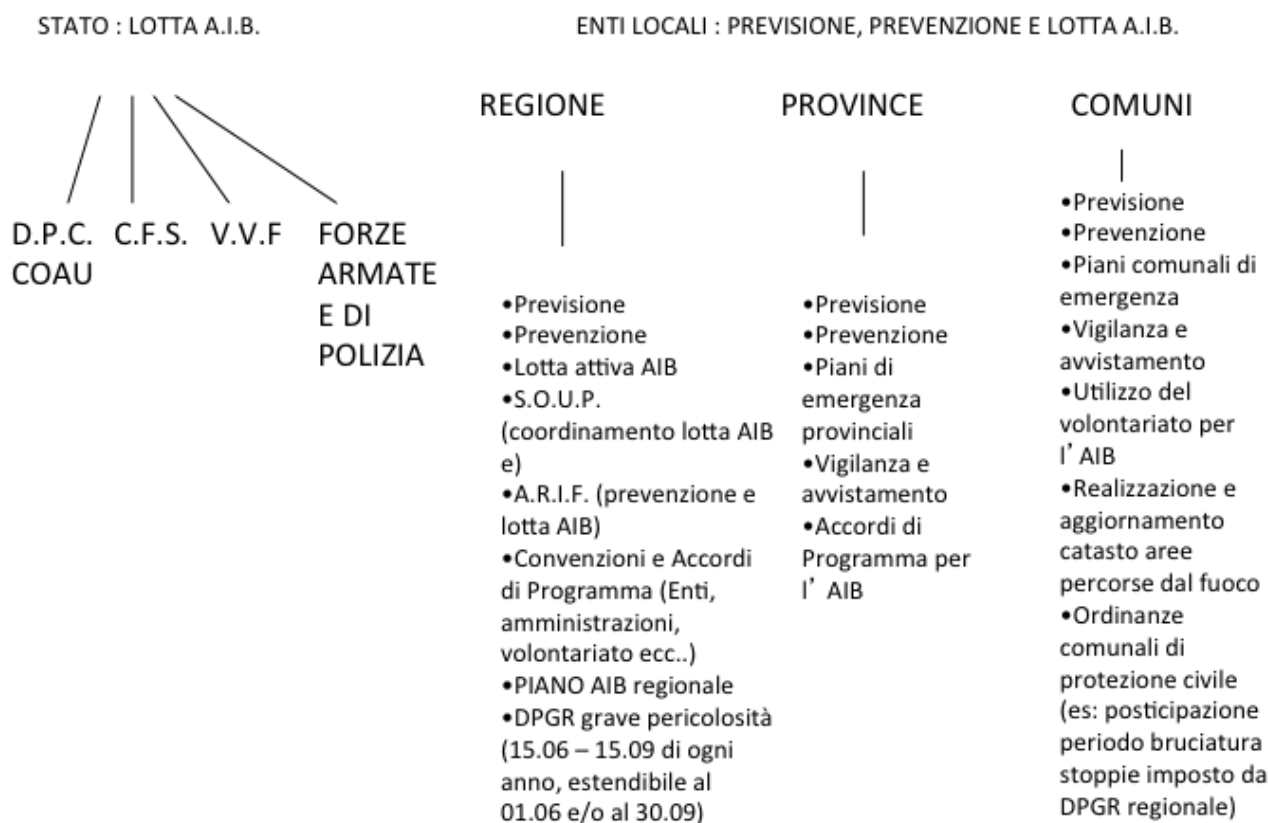 STATO : LOTTA A.I.B.
ENTI LOCALI : PREVISIONE, PREVENZIONE E LOTTA A.I.B.
D.P.C.
COAU
C.F.S.
V.V.F
FORZE
ARMATE
E DI
POLIZIA
REGIONE
•Previsione
•Prevenzione
•Lotta attiva AIB
•S.O.U.P.
(coordinamento lotta AIB
e)
•A.R.I.F. (prevenzione e
lotta AIB)
•Convenzioni e Accordi
di Programma (Enti,
amministrazioni,
volontariato ecc..)
•PIANO AIB regionale
•DPGR grave pericolosità
(15.06 – 15.09 di ogni
anno, estendibile al
01.06 e/o al 30.09)
PROVINCE
•Previsione
•Prevenzione
•Piani di
emergenza
provinciali
•Vigilanza e
avvistamento
•Accordi di
Programma per
l’ AIB
COMUNI
•Previsione
•Prevenzione
•Piani comunali di
emergenza
•Vigilanza e
avvistamento
•Utilizzo del
volontariato per
l’ AIB
•Realizzazione e
aggiornamento
catasto aree
percorse dal fuoco
•Ordinanze
comunali di
protezione civile
(es: posticipazione
periodo bruciatura
stoppie imposto da
DPGR regionale)